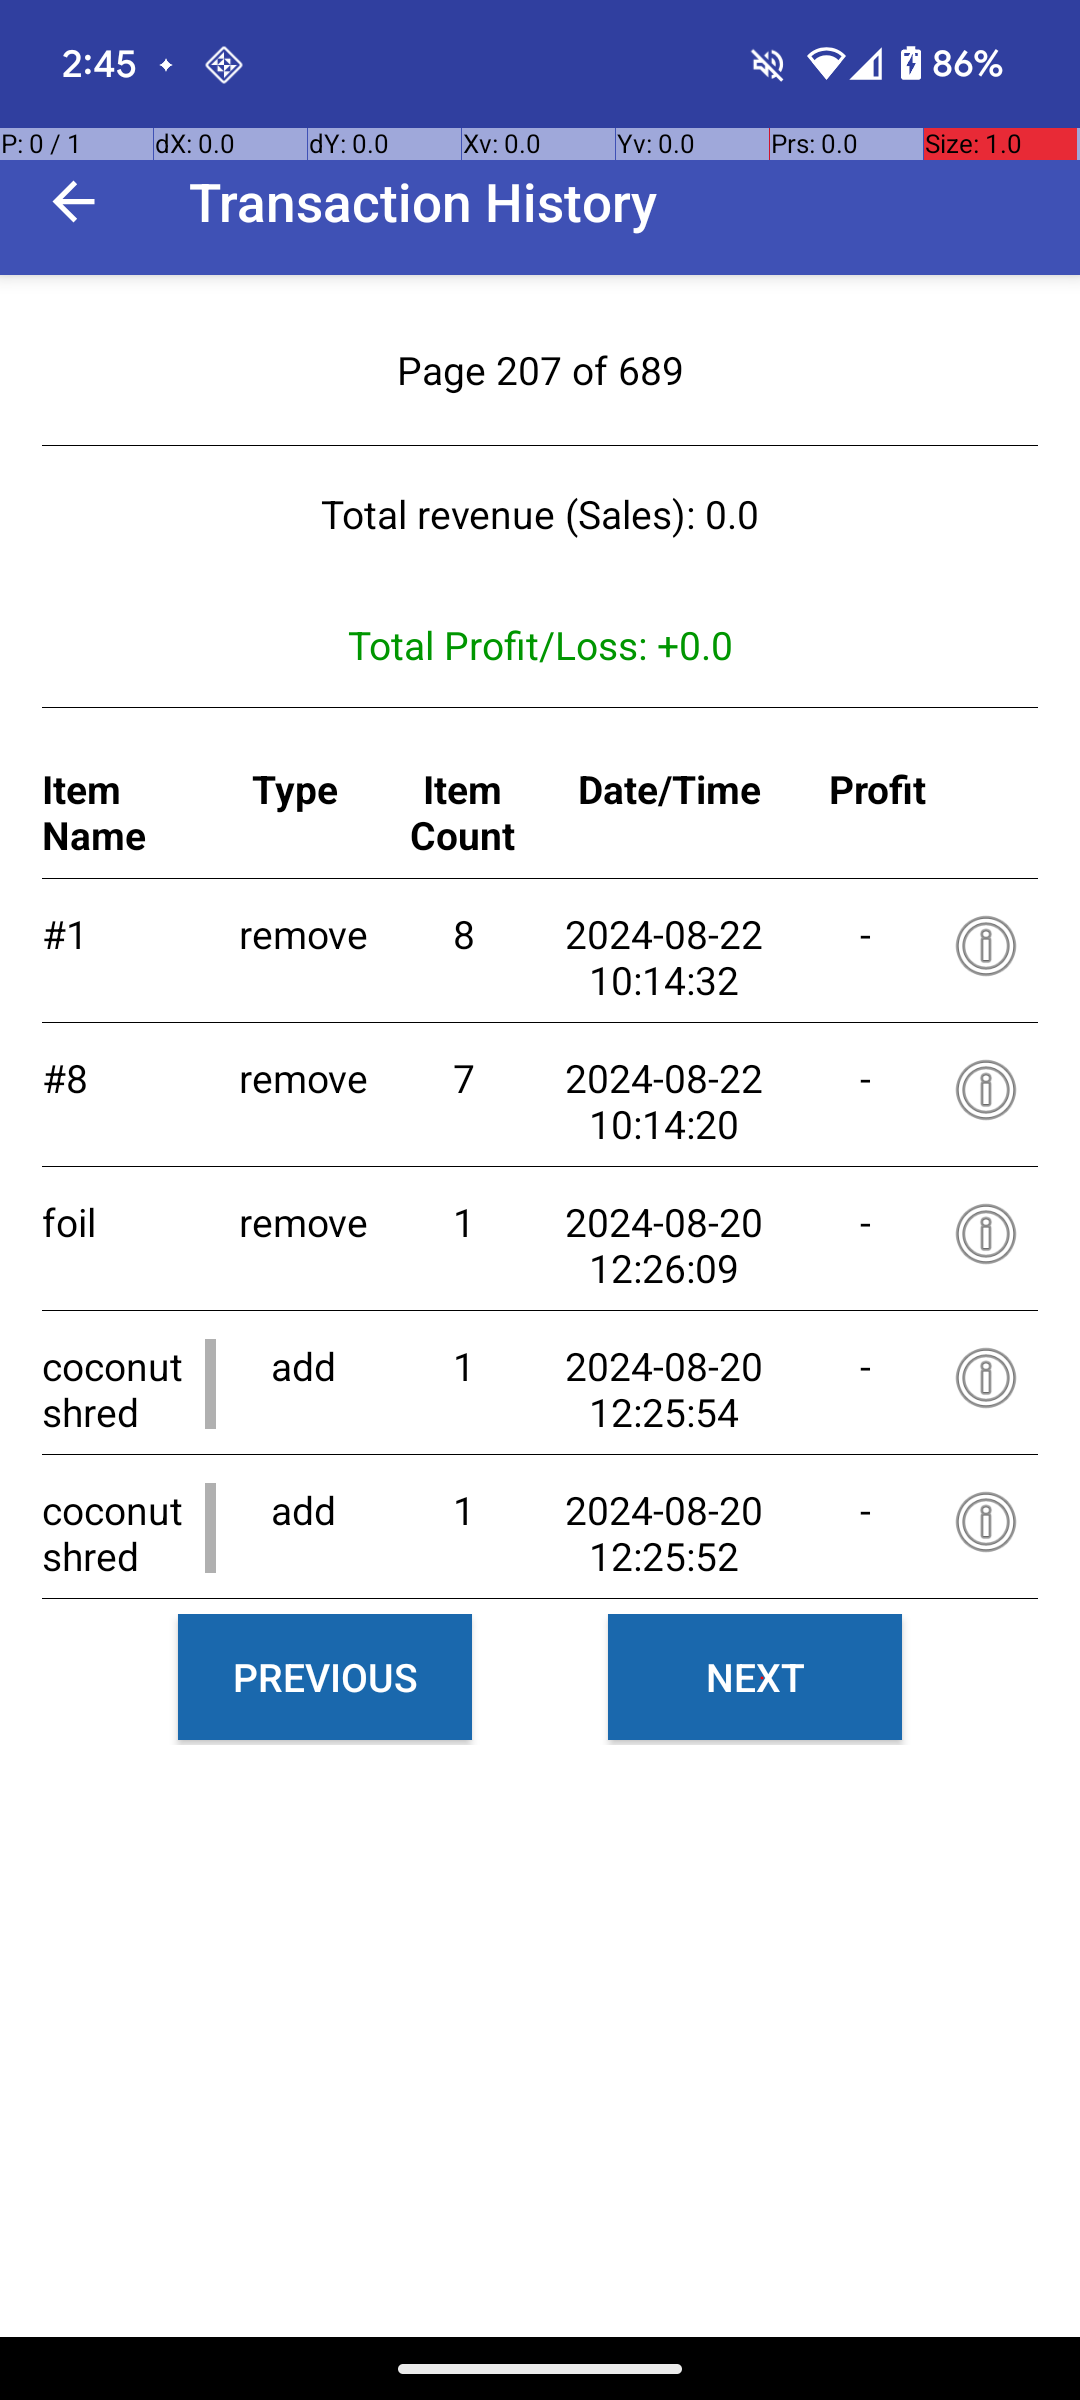 2:45
86%
P: 0 / 1 dX: 0.0 dY: 0.0 Xv: 0.0 Yv: 0.0 Prs: 0.0 Size: 1.0
Transaction History
Page 207 of 689
Total revenue (Sales): 0.0
Total Profit/Loss: +0.0
Item Name Type Item Count Date/Time Profit
#1 remove 8 2024-08-22 10:14:32 -
#8 remove 7 2024-08-22 10:14:20 -
foil remove 1 2024-08-20 12:26:09 -
coconut shred add 1 2024-08-20 12:25:54 -
coconut shred add 1 2024-08-20 12:25:52 -
PREVIOUS NEXT